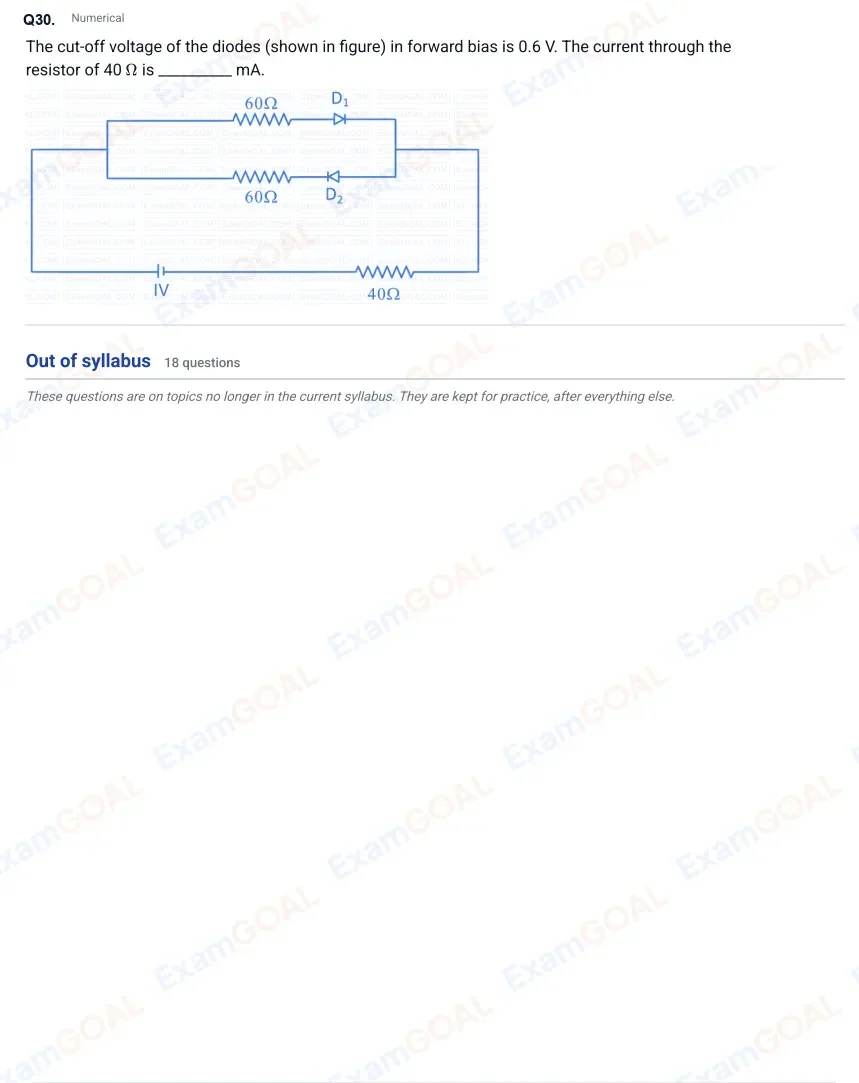 Q30. Numerical
The cut-off voltage of the diodes (shown in figure) in forward bias is 0.6 V. The current through the
resistor of 40 Ω is _________ mA.
60Ω D₁
60Ω D₂
IV
40Ω
Out of syllabus 18 questions
These questions are on topics no longer in the current syllabus. They are kept for practice, after everything else.
ExamGOAL